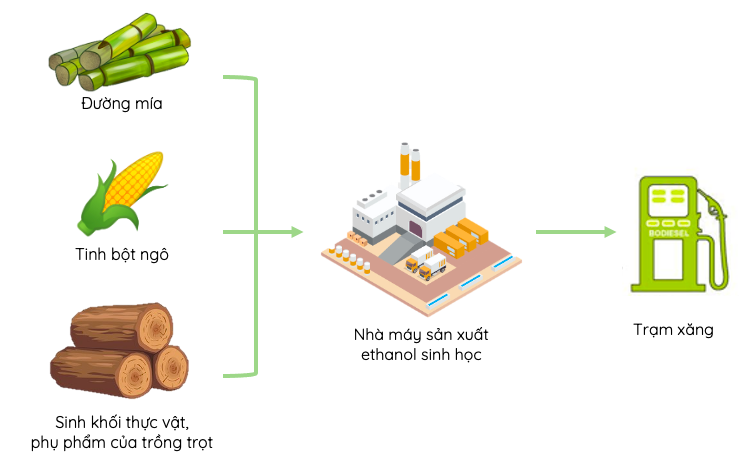 Đường mía
Tinh bột ngô
Sinh khối thực vật,
phụ phẩm của trồng trọt
Nhà máy sản xuất
ethanol sinh học
BODIESEL
Trạm xăng